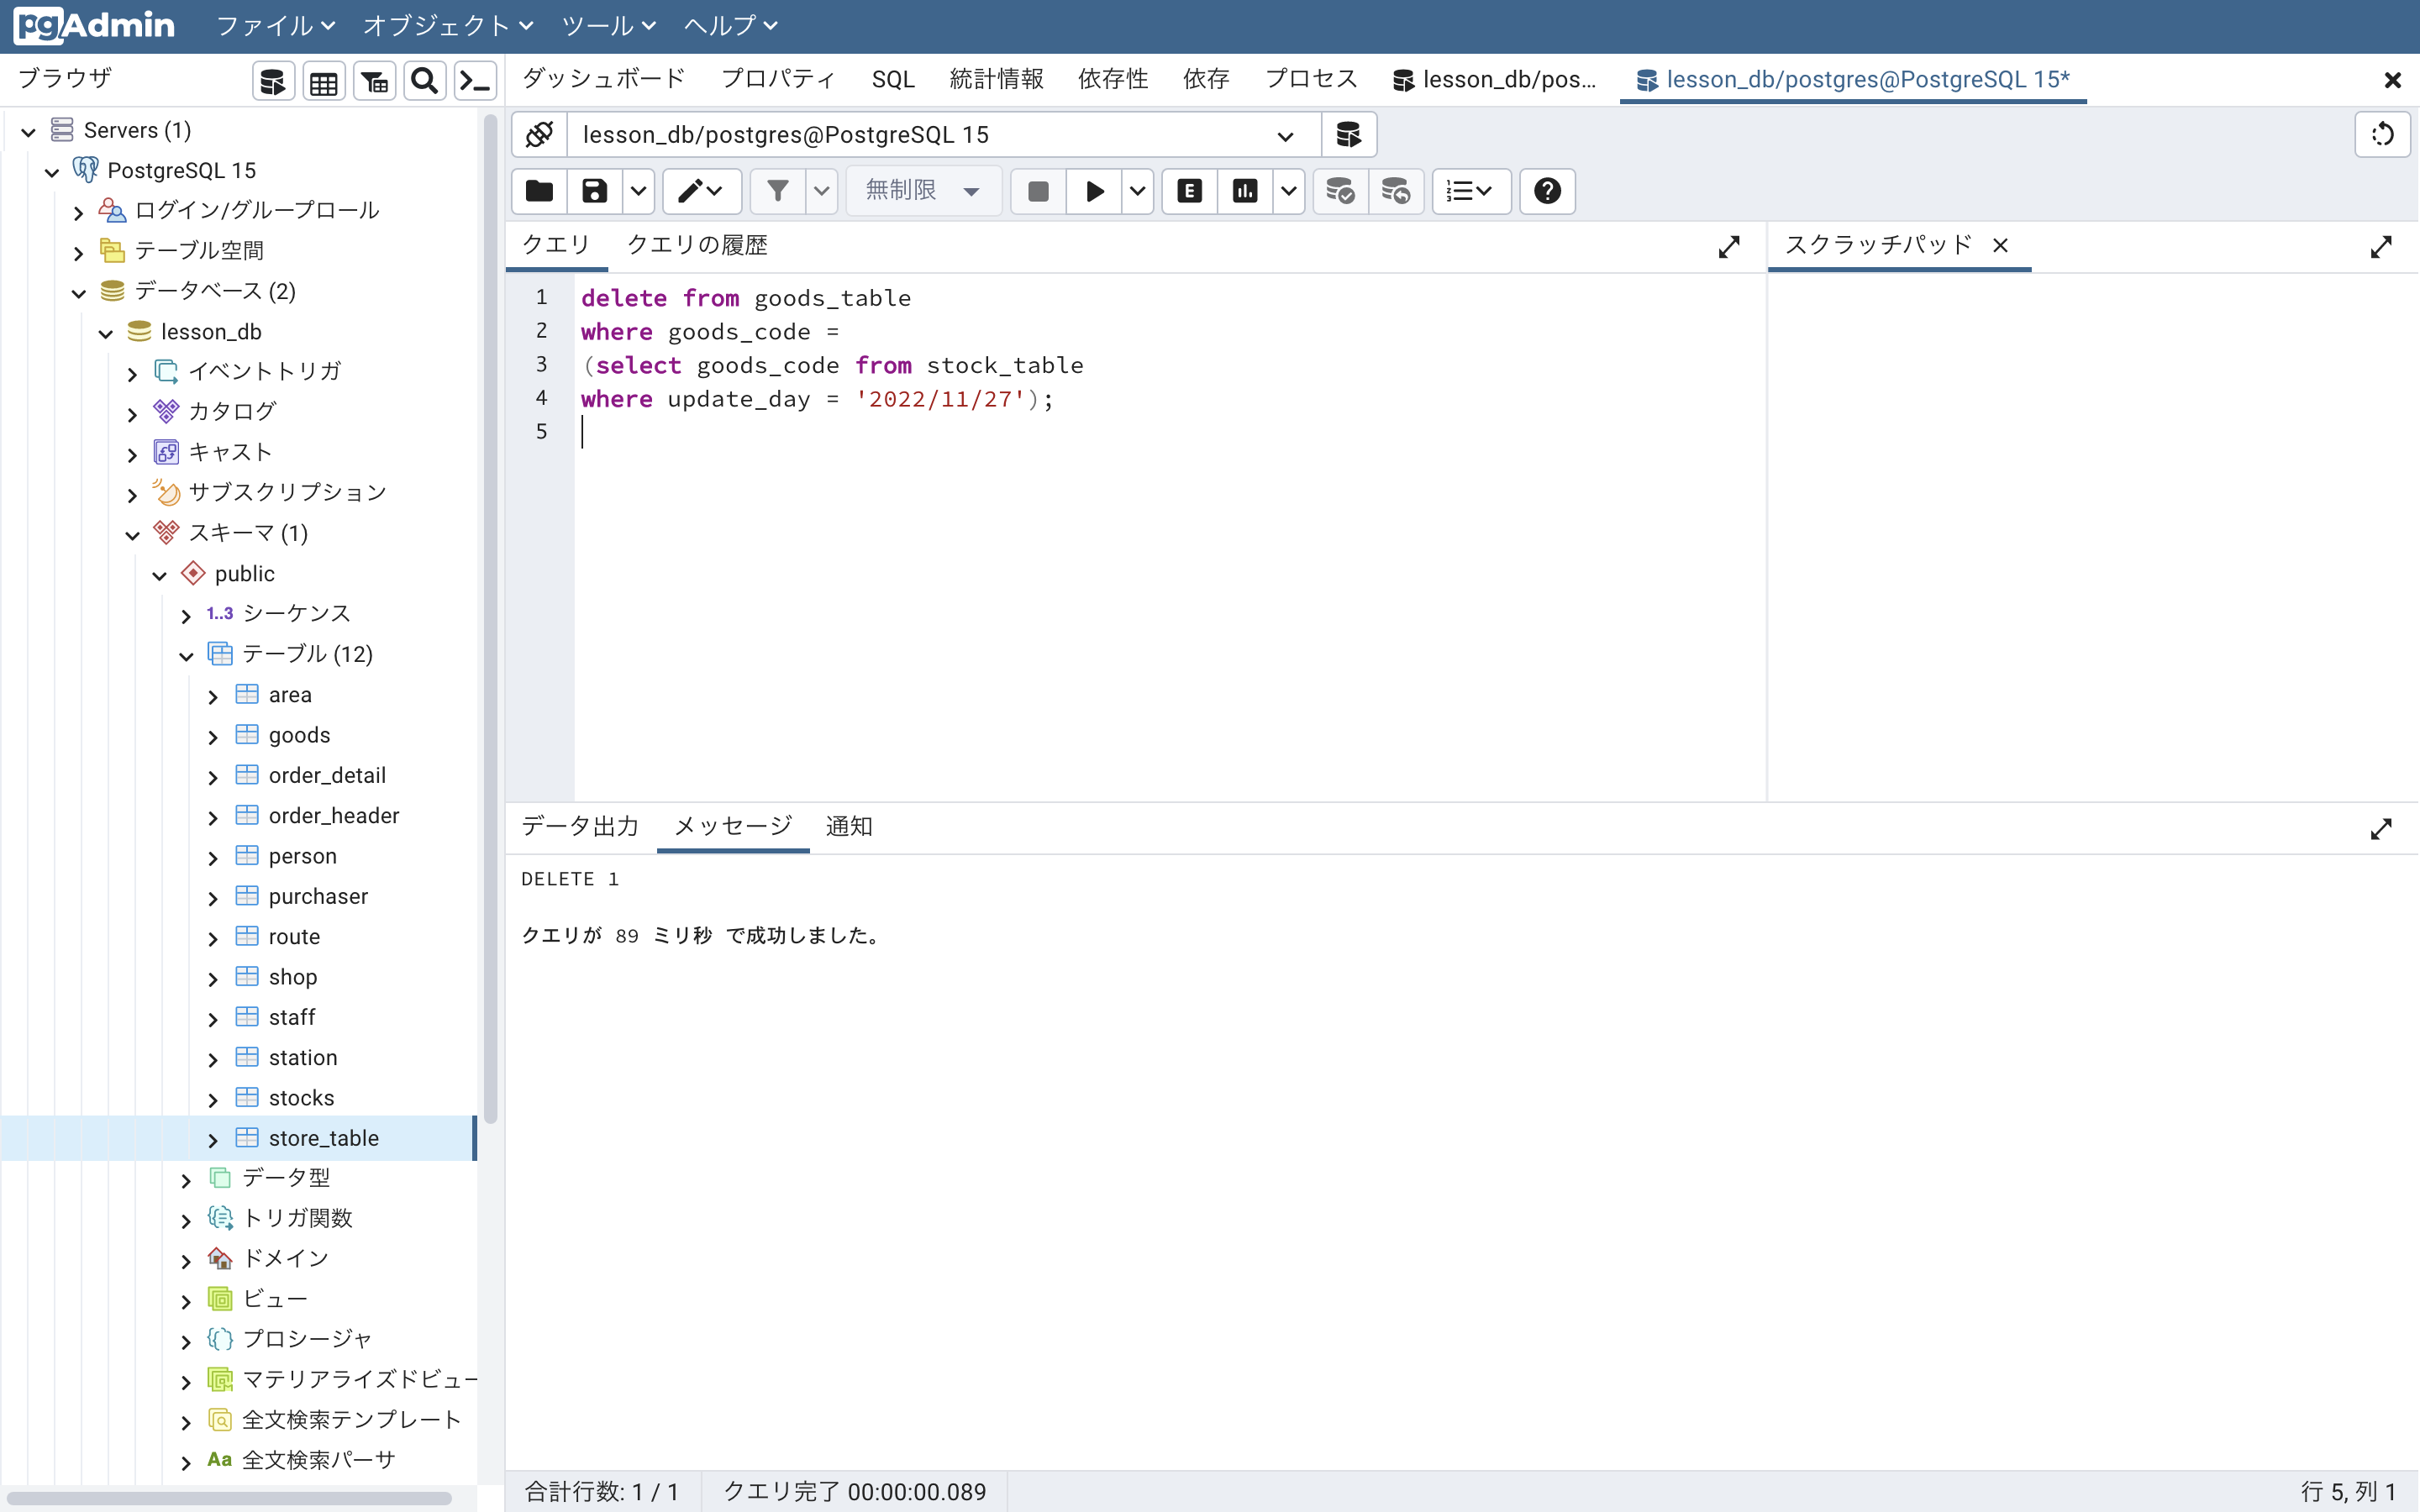 pgAdmin ファイル オブジェクト ツール ヘルプ
ブラウザ
ダッシュボード プロパティ SQL 統計情報 依存性 依存 プロセス lesson_db/pos... lesson_db/postgres@PostgreSQL 15*
Servers (1)
PostgreSQL 15
ログイン/グループロール
テーブル空間
データベース (2)
lesson_db
イベントトリガ
カタログ
キャスト
サブスクリプション
スキーマ (1)
public
1..3 シーケンス
テーブル (12)
area
goods
order_detail
order_header
person
purchaser
route
shop
staff
station
stocks
store_table
データ型
トリガ関数
ドメイン
ビュー
プロシージャ
マテリアライズドビュー
全文検索テンプレート
Aa 全文検索パーサ
lesson_db/postgres@PostgreSQL 15
無制限 E
クエリ クエリの履歴
スクラッチパッド
1 delete from goods_table
2 where goods_code =
3 (select goods_code from stock_table
4 where update_day = '2022/11/27');
5
データ出力 メッセージ 通知
DELETE 1
クエリが 89 ミリ秒 で成功しました。
合計行数: 1 / 1 クエリ完了 00:00:00.089 行 5, 列 1